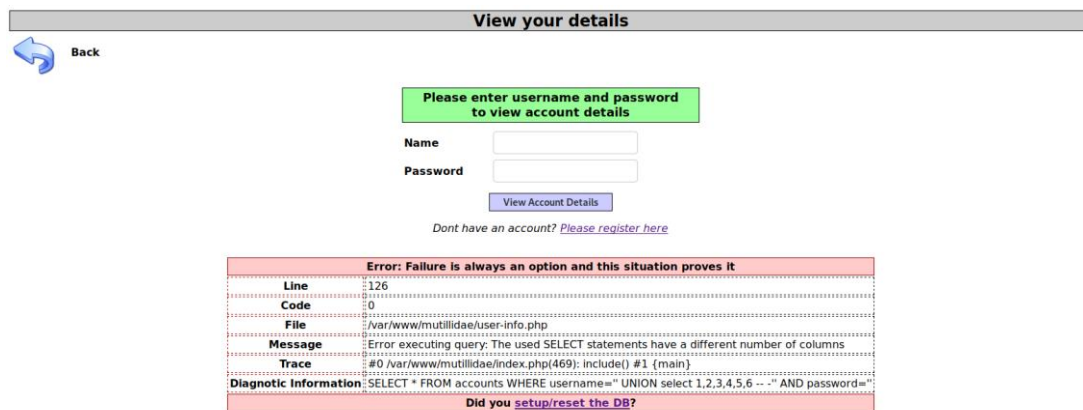 View your details
Back
Please enter username and password
to view account details
Name
Password
View Account Details
Dont have an account? Please register here
Error: Failure is always an option and this situation proves it
Line 126
Code 0
File /var/www/mutillidae/user-info.php
Message Error executing query: The used SELECT statements have a different number of columns
Trace #0 /var/www/mutillidae/index.php(469): include() #1 {main}
Diagnotic Information SELECT * FROM accounts WHERE username='' UNION select 1,2,3,4,5,6 -- -'' AND password=''
Did you setup/reset the DB?